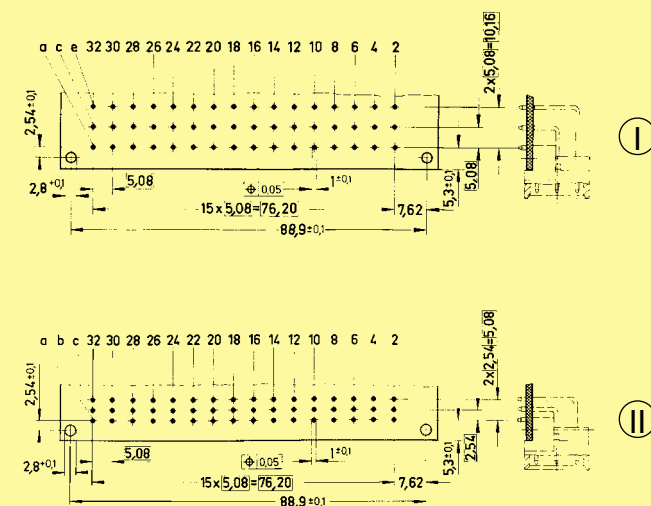 a c e 32 30 28 26 24 22 20 18 16 14 12 10 8 6 4 2
2x5,08=10,16
2,54±0,1
I
2,8+0,1
5,08
⌖ 0,05
1±0,1
15x5,08=76,20
7,62
5,3±0,1
5,08
88,9±0,1
a b c 32 30 28 26 24 22 20 18 16 14 12 10 8 6 4 2
2x2,54=5,08
2,54±0,1
II
2,8+0,1
5,08
⌖ 0,05
1±0,1
15x5,08=76,20
7,62
5,3±0,1
2,54
88,9±0,1